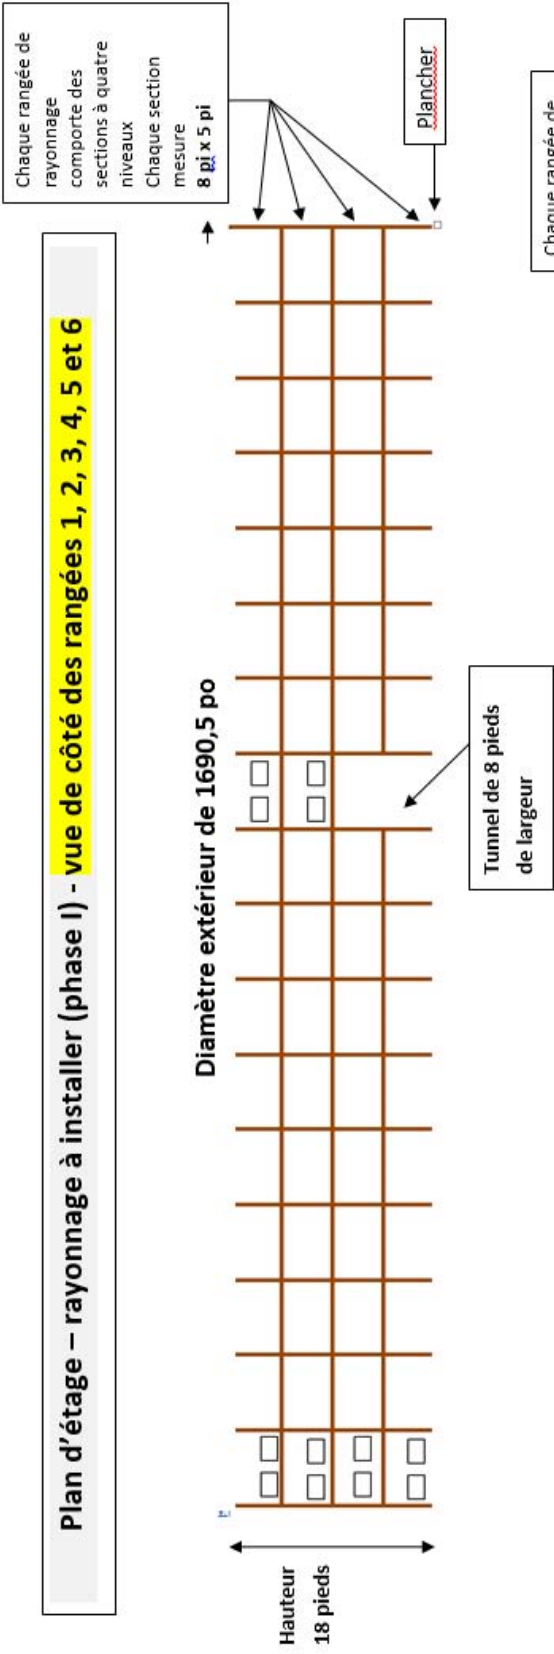 Plan d’étage – rayonnage à installer (phase I) - vue de côté des rangées 1, 2, 3, 4, 5 et 6
Chaque rangée de
rayonnage
comporte des
sections à quatre
niveaux
Chaque section
mesure
8 pi x 5 pi
Diamètre extérieur de 1690,5 po
Plancher
Hauteur
18 pieds
Tunnel de 8 pieds
de largeur
Chaque rangée de